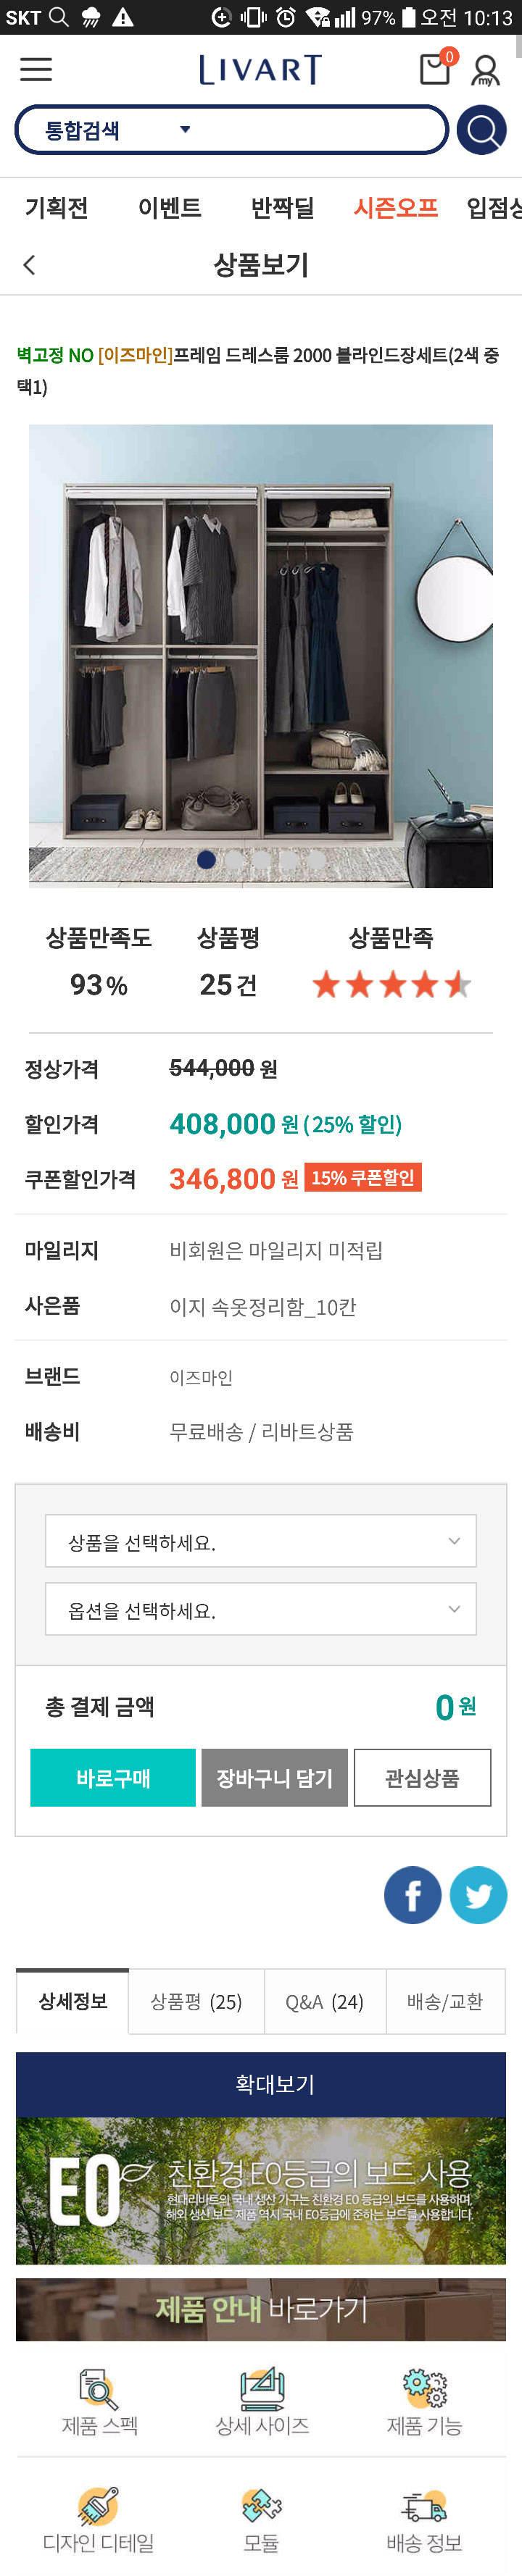 SKT 97% 오전 10:13
LIVART
0
my
통합검색
기획전 이벤트 반짝딜 시즌오프 입점상
상품보기
벽고정 NO [이즈마인]프레임 드레스룸 2000 블라인드장세트(2색 중
택1)
상품만족도 상품평 상품만족
93% 25건
정상가격 544,000 원
할인가격 408,000 원 ( 25% 할인)
쿠폰할인가격 346,800 원 15% 쿠폰할인
마일리지 비회원은 마일리지 미적립
사은품 이지 속옷정리함_10칸
브랜드 이즈마인
배송비 무료배송 / 리바트상품
상품을 선택하세요.
옵션을 선택하세요.
총 결제 금액 0 원
바로구매 장바구니 담기 관심상품
f
상세정보 상품평 (25) Q&A (24) 배송/교환
확대보기
E0 친환경 E0등급의 보드 사용
현대리바트의 국내 생산 가구는 친환경 E0 등급의 보드를 사용하며,
해외 생산 보드 제품 역시 국내 E0등급에 준하는 보드를 사용합니다.
제품 안내 바로가기
제품 스펙 상세 사이즈 제품 기능
디자인 디테일 모듈 배송 정보